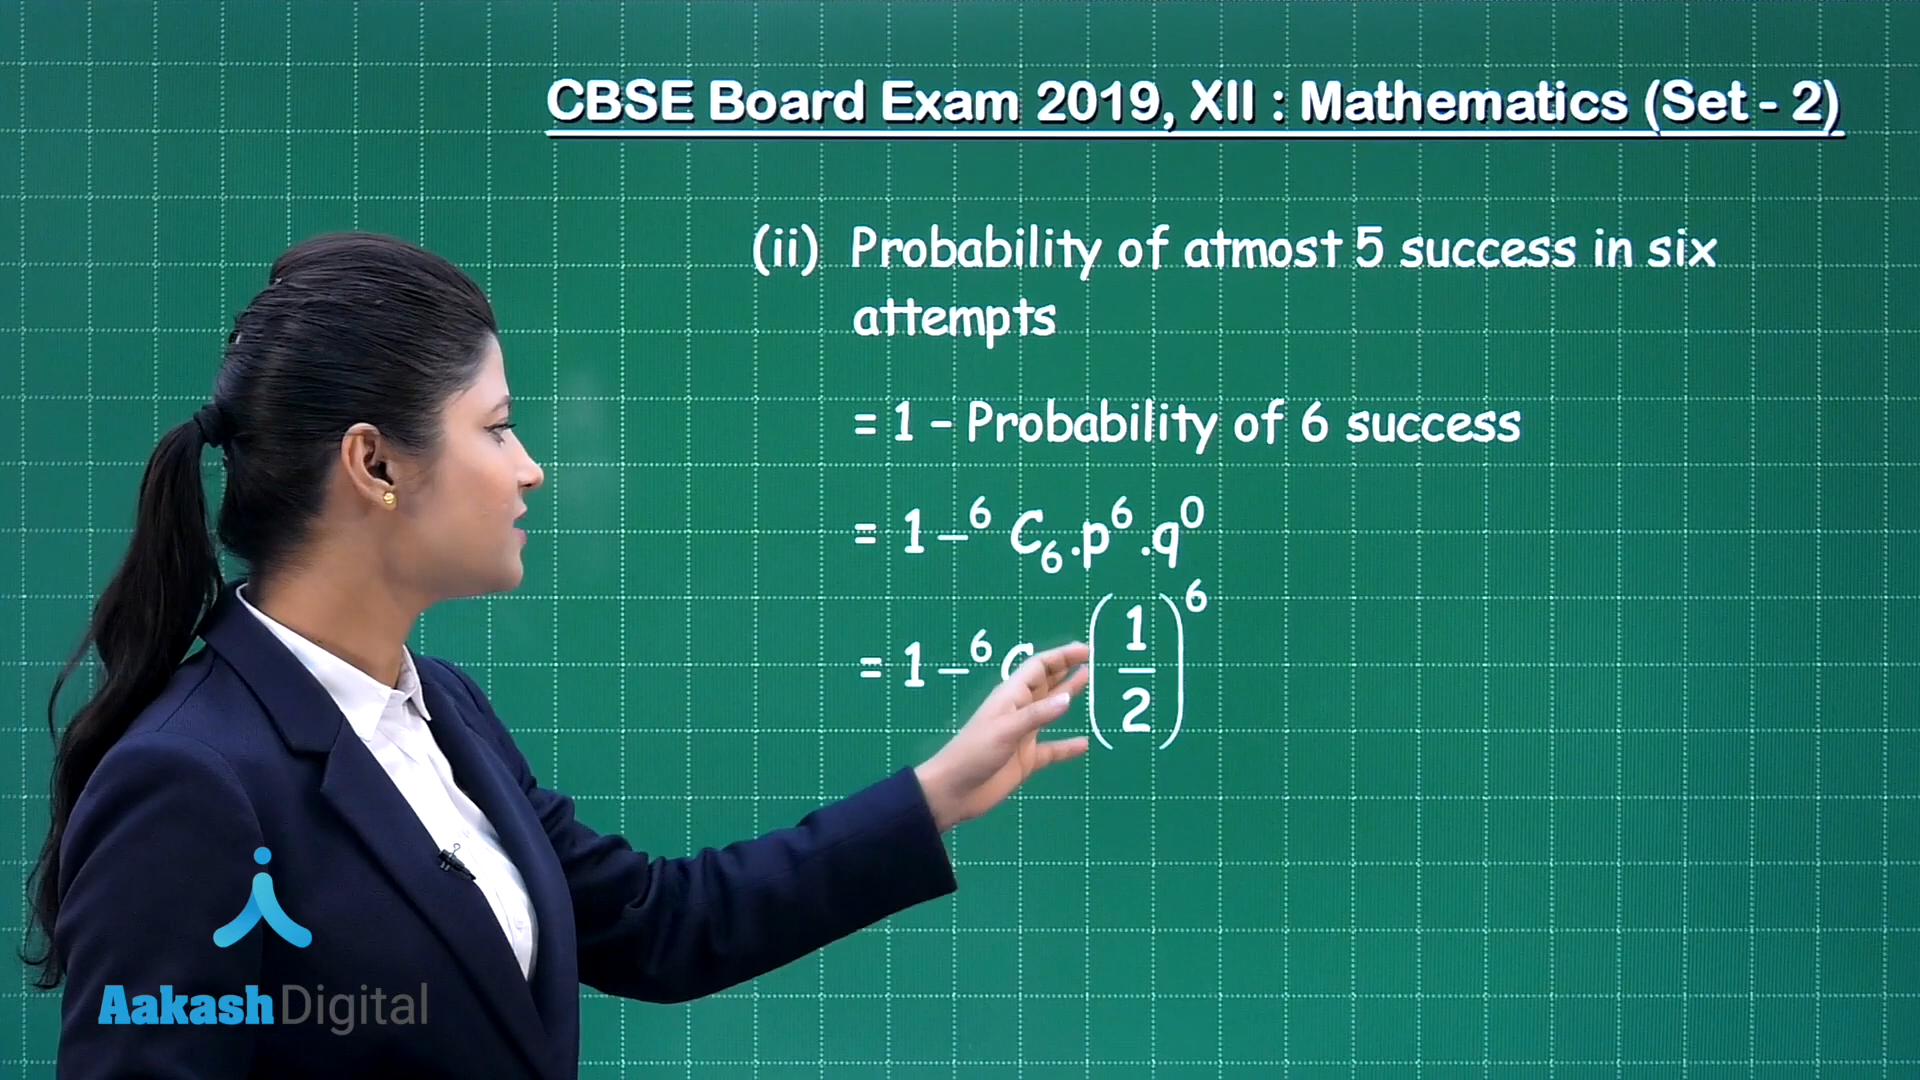 CBSE Board Exam 2019, XII : Mathematics (Set - 2)
(ii) Probability of atmost 5 success in six
attempts
= 1 – Probability of 6 success
= 1 – ⁶C₆.p⁶.q⁰
= 1 – ⁶C (1/2)⁶
Aakash Digital